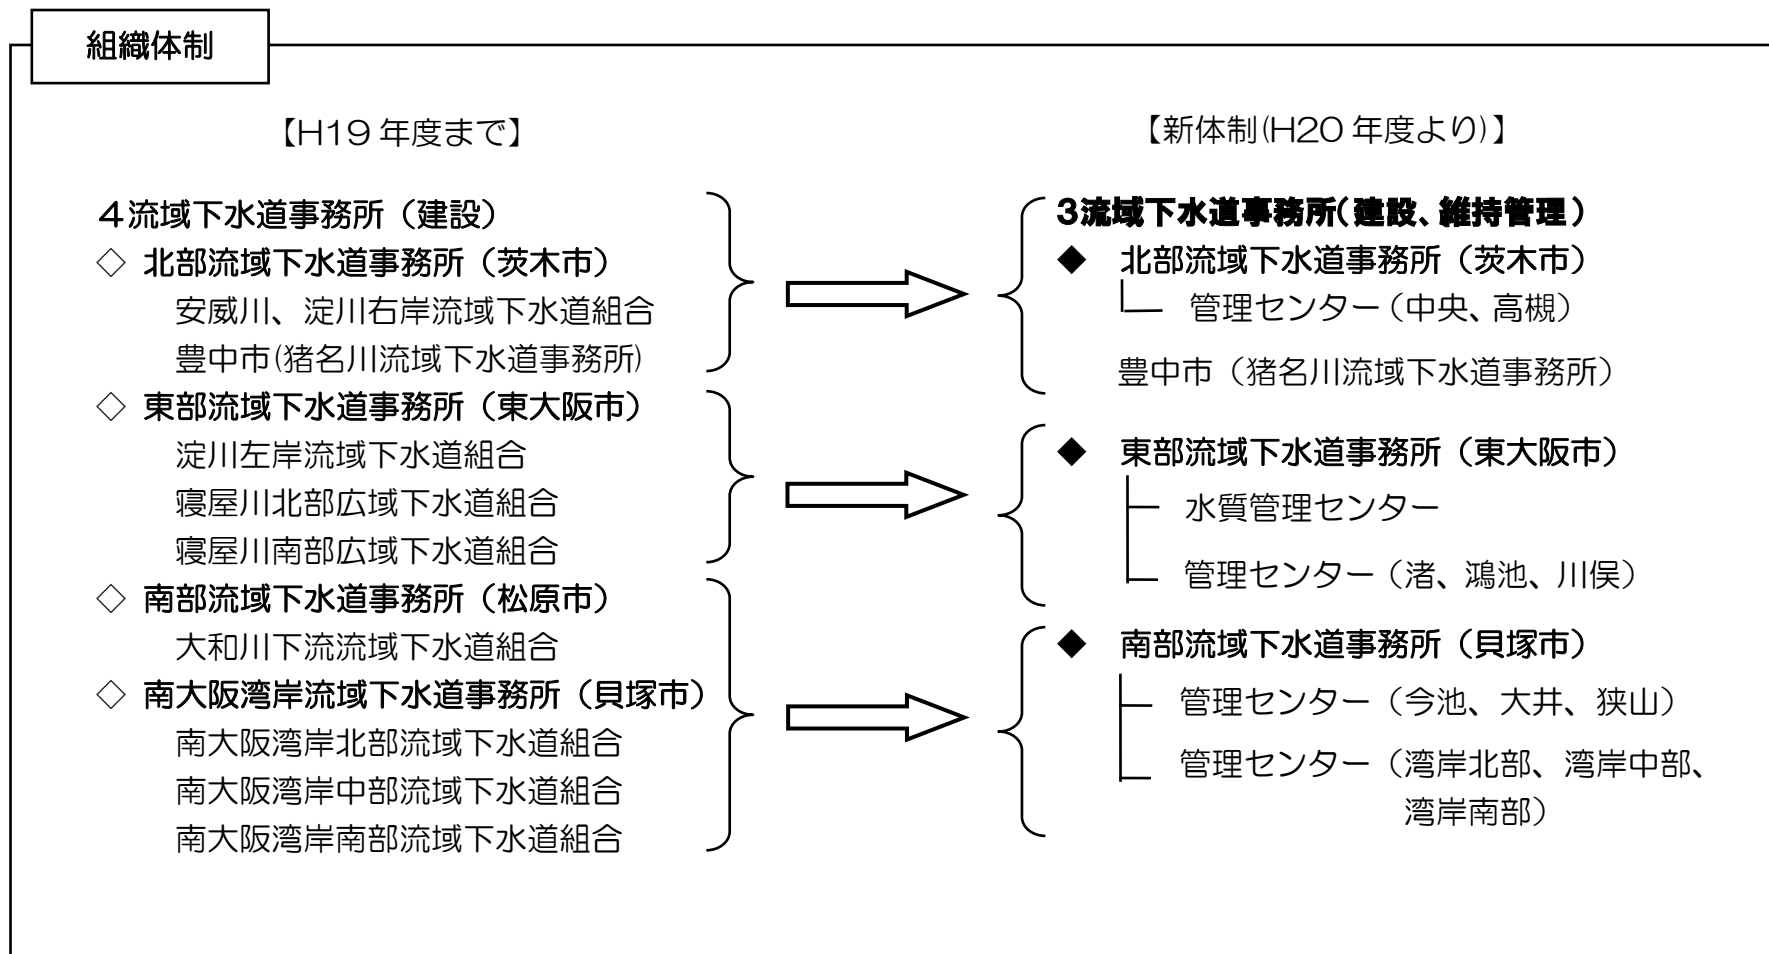 組織体制
【H19年度まで】
4流域下水道事務所（建設）
◇ 北部流域下水道事務所（茨木市）
安威川、淀川右岸流域下水道組合
豊中市(猪名川流域下水道事務所)
◇ 東部流域下水道事務所（東大阪市）
淀川左岸流域下水道組合
寝屋川北部広域下水道組合
寝屋川南部広域下水道組合
◇ 南部流域下水道事務所（松原市）
大和川下流流域下水道組合
◇ 南大阪湾岸流域下水道事務所（貝塚市）
南大阪湾岸北部流域下水道組合
南大阪湾岸中部流域下水道組合
南大阪湾岸南部流域下水道組合
【新体制(H20年度より)】
3流域下水道事務所(建設、維持管理)
◆ 北部流域下水道事務所（茨木市）
管理センター（中央、高槻）
豊中市（猪名川流域下水道事務所）
◆ 東部流域下水道事務所（東大阪市）
水質管理センター
管理センター（渚、鴻池、川俣）
◆ 南部流域下水道事務所（貝塚市）
管理センター（今池、大井、狭山）
管理センター（湾岸北部、湾岸中部、
湾岸南部）